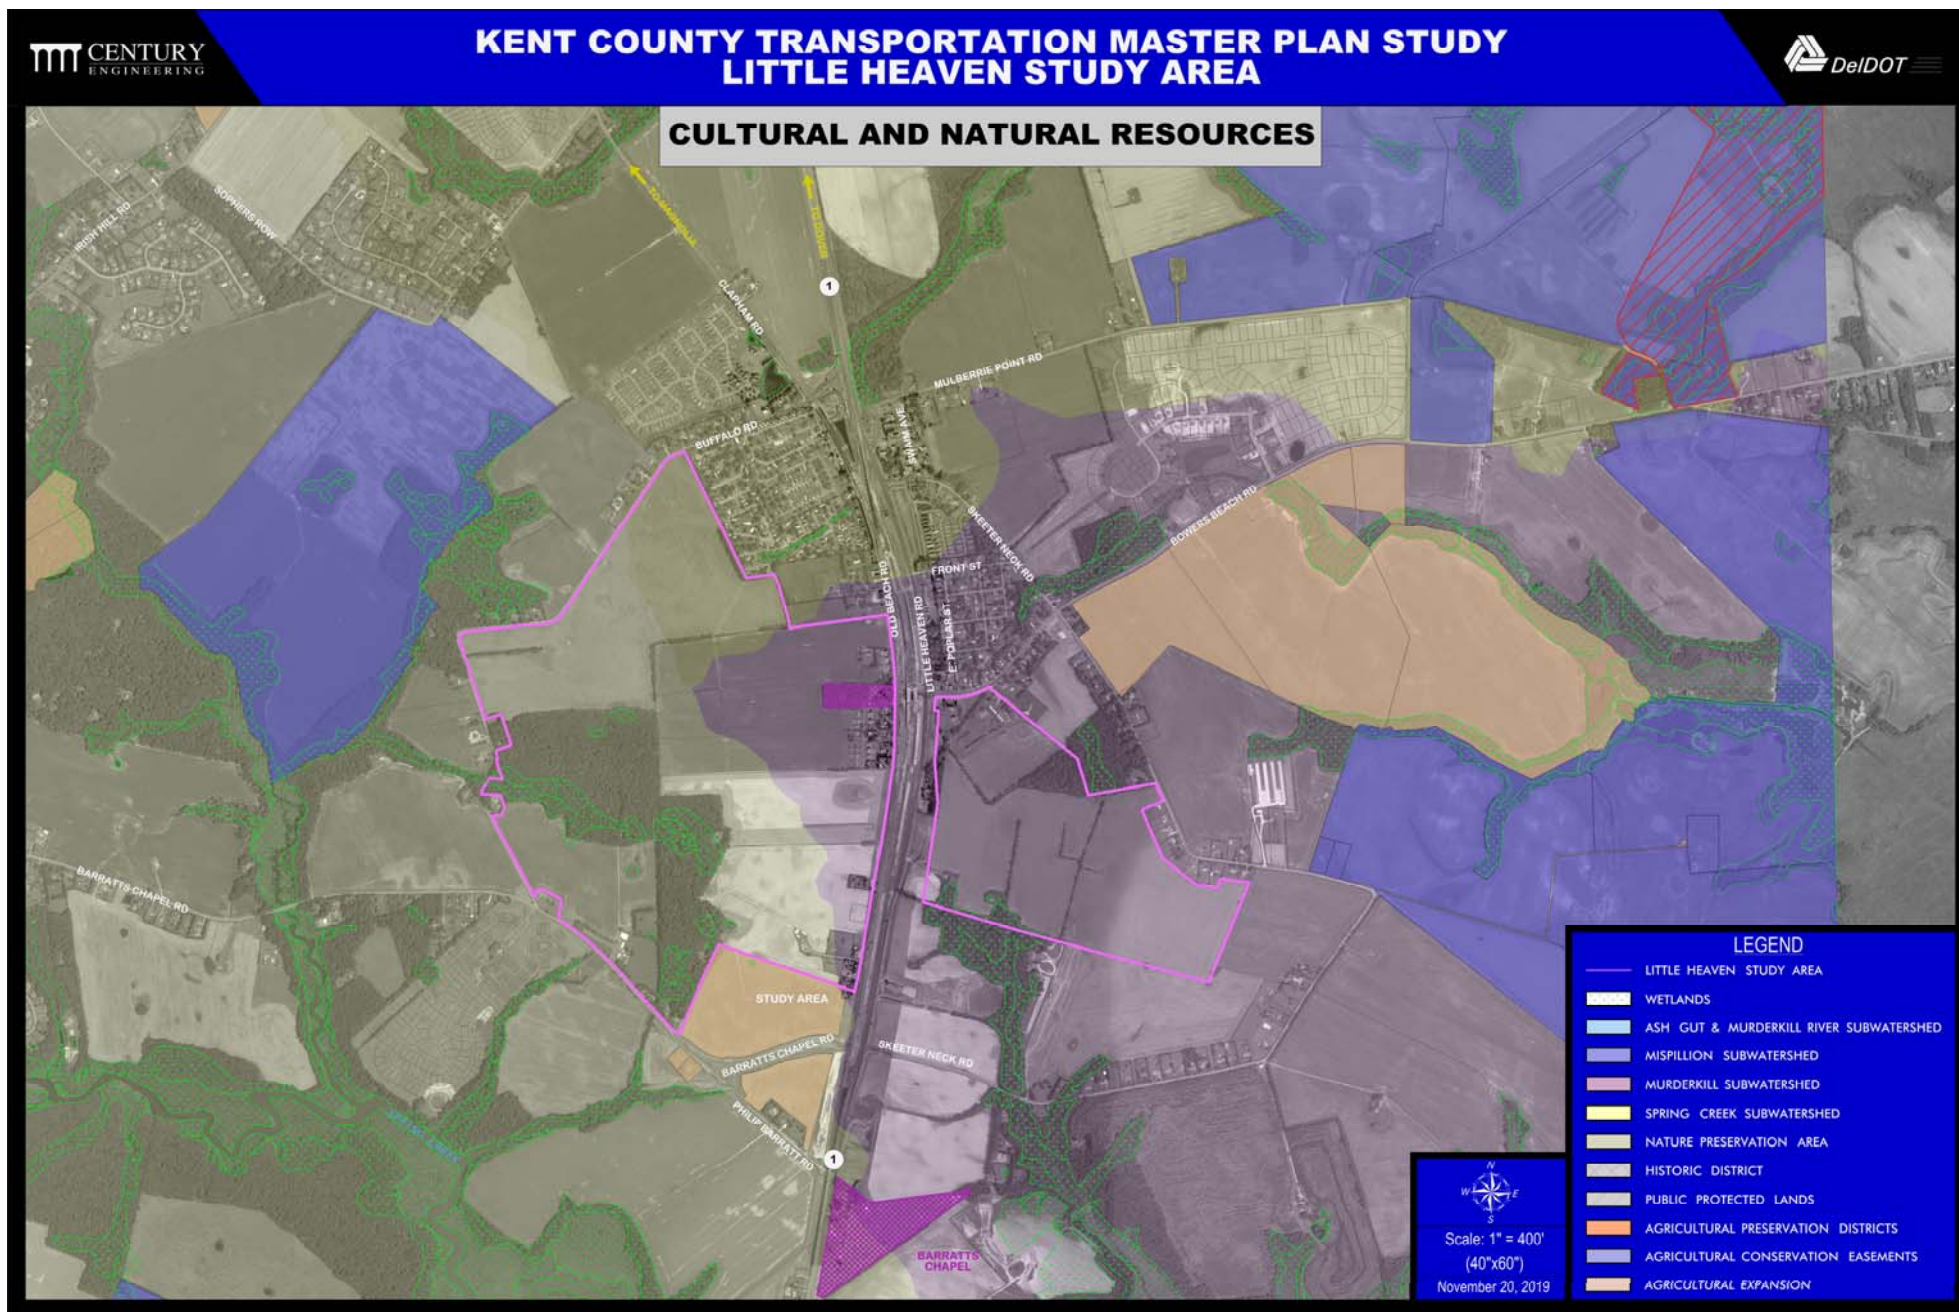 CENTURY
ENGINEERING
KENT COUNTY TRANSPORTATION MASTER PLAN STUDY
LITTLE HEAVEN STUDY AREA
DelDOT
CULTURAL AND NATURAL RESOURCES
IRISH HILL RD
SOPHERS ROW
TO MAGNOLIA
TO DOVER
1
CLAPHAM RD
MULBERRIE POINT RD
BUFFALO RD
SWAIM AVE
SKEETER NECK RD
BOWERS BEACH RD
FRONT ST
OLD BEACH RD
LITTLE HEAVEN RD
E. POPLAR ST
BARRATTS CHAPEL RD
STUDY AREA
BARRATTS CHAPEL RD
SKEETER NECK RD
PHILIP BARRATT RD
1
BARRATTS
CHAPEL
LEGEND
LITTLE HEAVEN STUDY AREA
WETLANDS
ASH GUT & MURDERKILL RIVER SUBWATERSHED
MISPILLION SUBWATERSHED
MURDERKILL SUBWATERSHED
SPRING CREEK SUBWATERSHED
NATURE PRESERVATION AREA
HISTORIC DISTRICT
PUBLIC PROTECTED LANDS
AGRICULTURAL PRESERVATION DISTRICTS
AGRICULTURAL CONSERVATION EASEMENTS
AGRICULTURAL EXPANSION
N
W E
S
Scale: 1" = 400'
(40"x60")
November 20, 2019